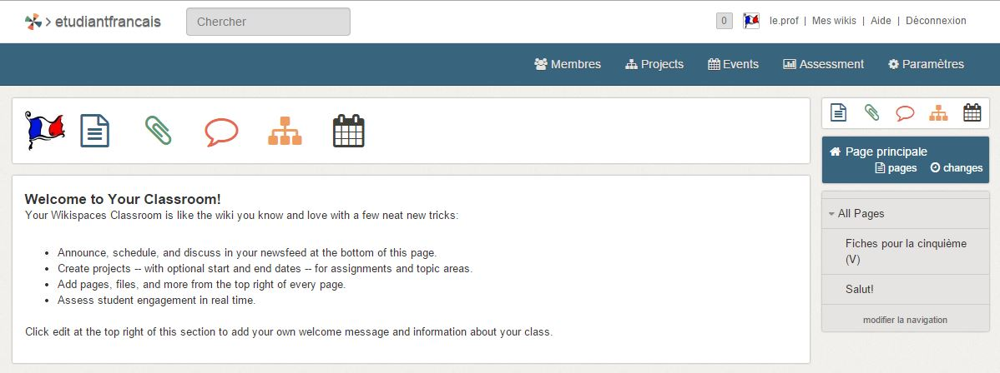 > etudiantfrancais
Chercher
0
le.prof | Mes wikis | Aide | Déconnexion
Membres
Projects
Events
Assessment
Paramètres
Welcome to Your Classroom!
Your Wikispaces Classroom is like the wiki you know and love with a few neat new tricks:
• Announce, schedule, and discuss in your newsfeed at the bottom of this page.
• Create projects -- with optional start and end dates -- for assignments and topic areas.
• Add pages, files, and more from the top right of every page.
• Assess student engagement in real time.
Click edit at the top right of this section to add your own welcome message and information about your class.
Page principale
pages
changes
All Pages
Fiches pour la cinquième
(V)
Salut!
modifier la navigation